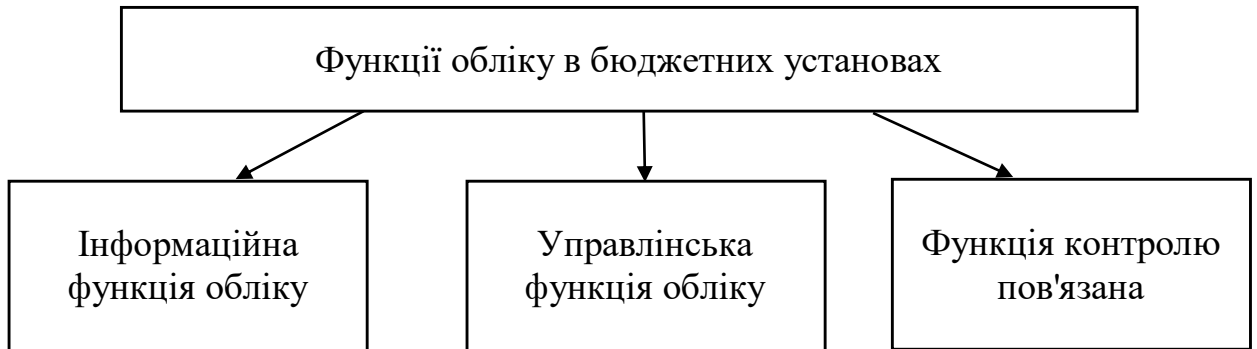 Функції обліку в бюджетних установах
Інформаційна
функція обліку
Управлінська
функція обліку
Функція контролю
пов'язана